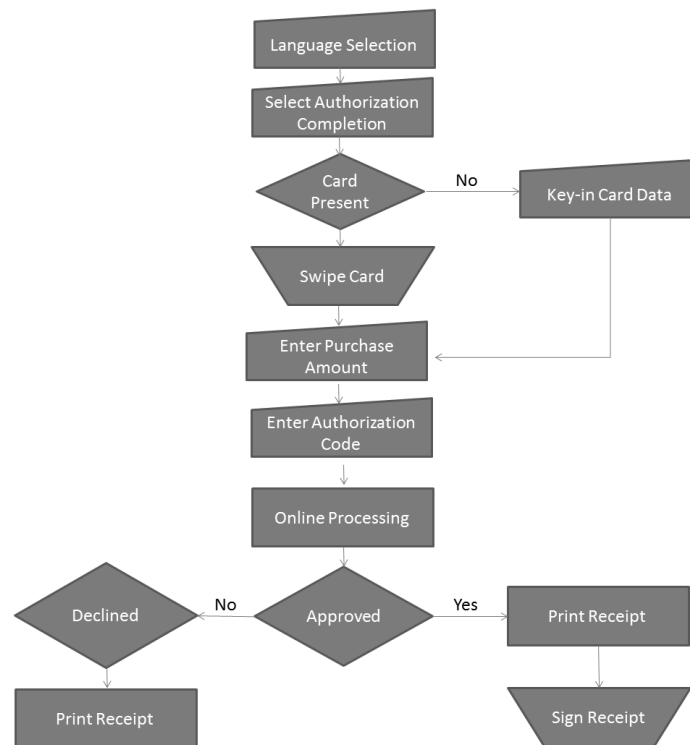 Language Selection
Select Authorization
Completion
Card
Present
No
Key-in Card Data
Swipe Card
Enter Purchase
Amount
Enter Authorization
Code
Online Processing
Declined
No
Approved
Yes
Print Receipt
Print Receipt
Sign Receipt